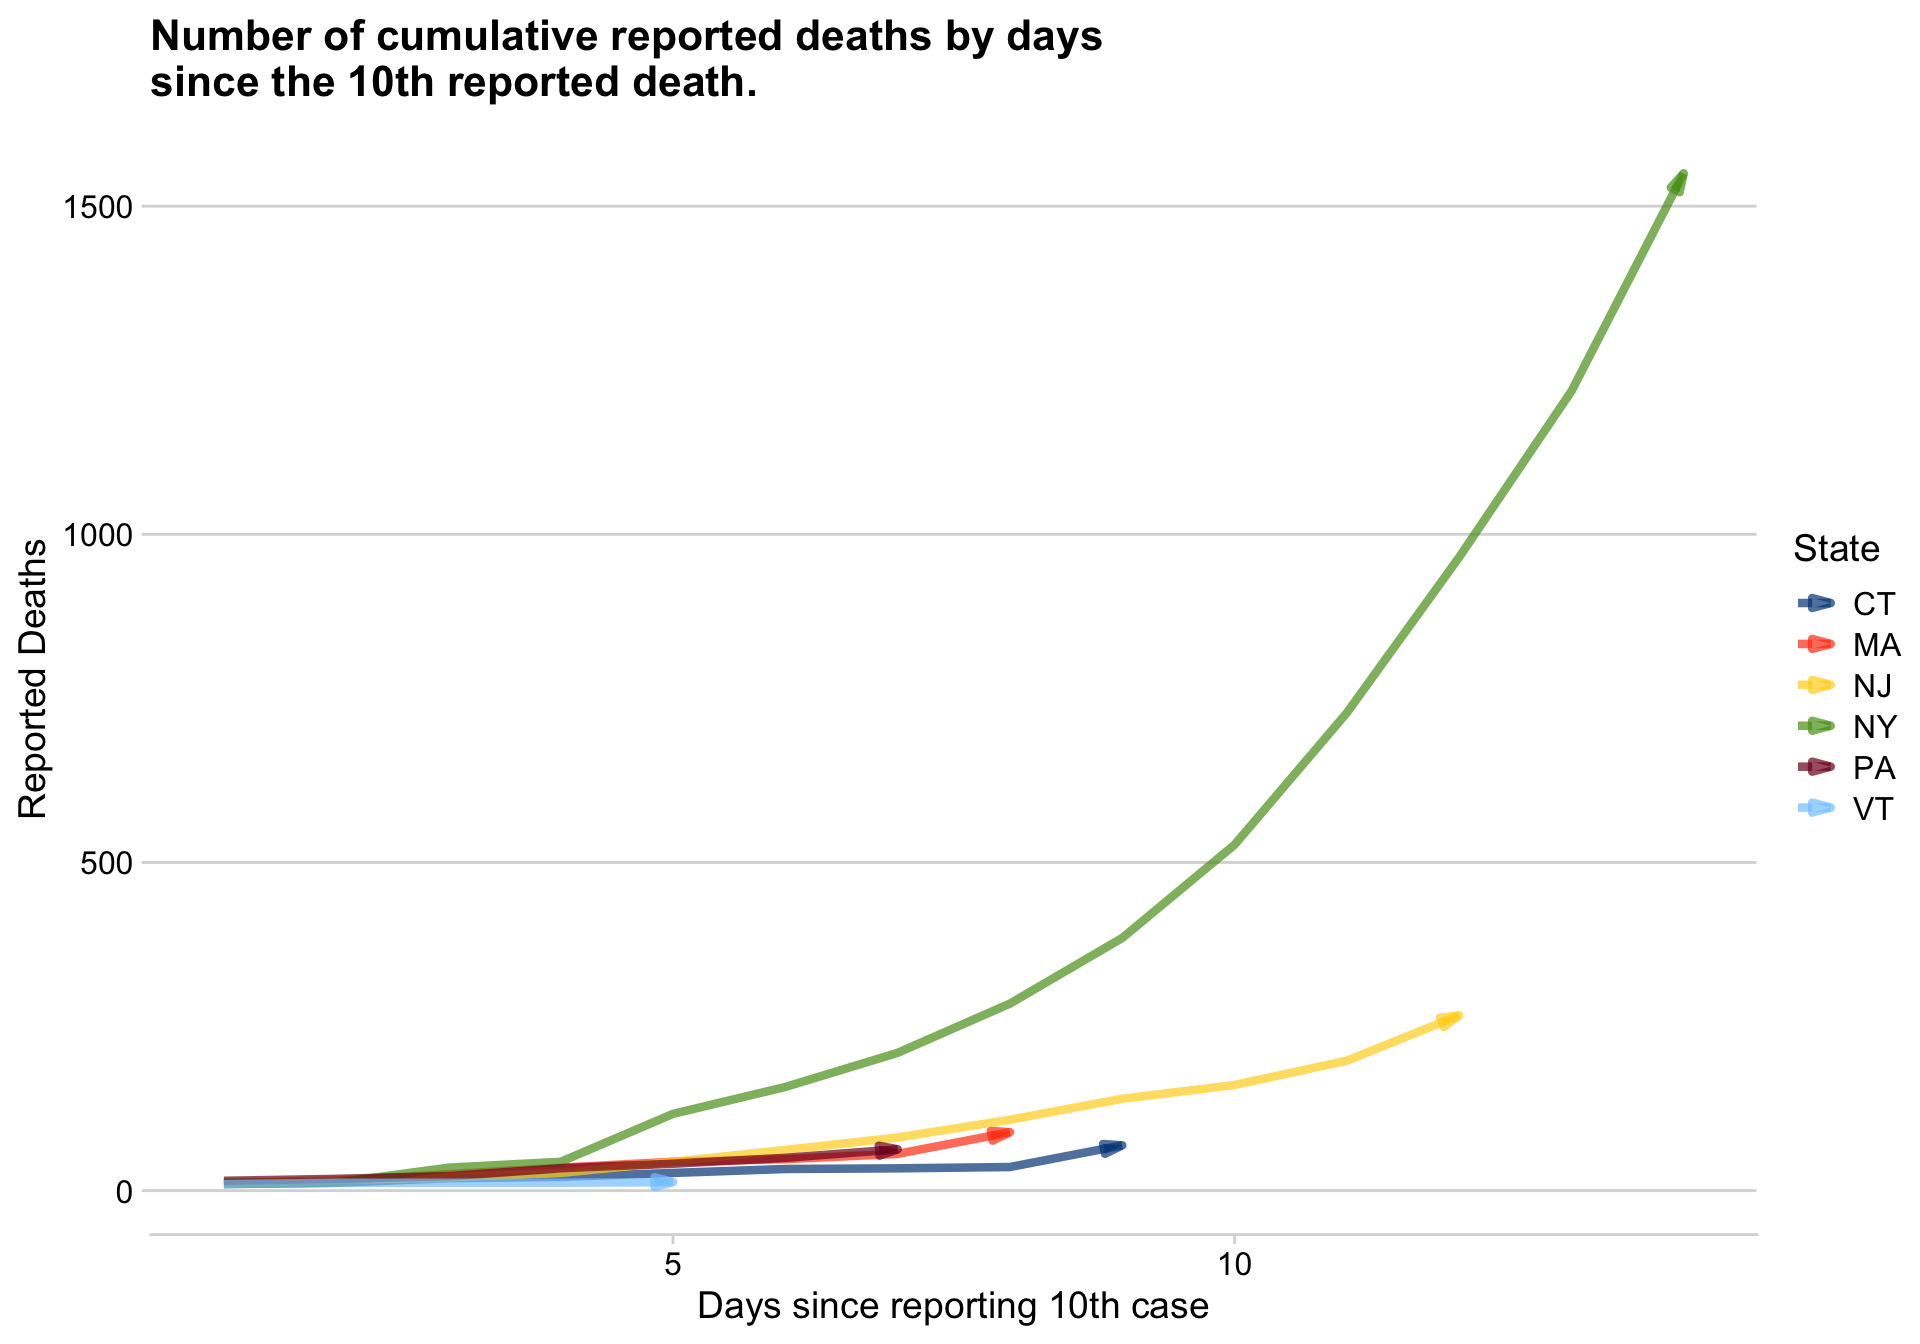 Number of cumulative reported deaths by days
since the 10th reported death.
1500
1000
500
0
Reported Deaths
5
10
Days since reporting 10th case
State
CT
MA
NJ
NY
PA
VT